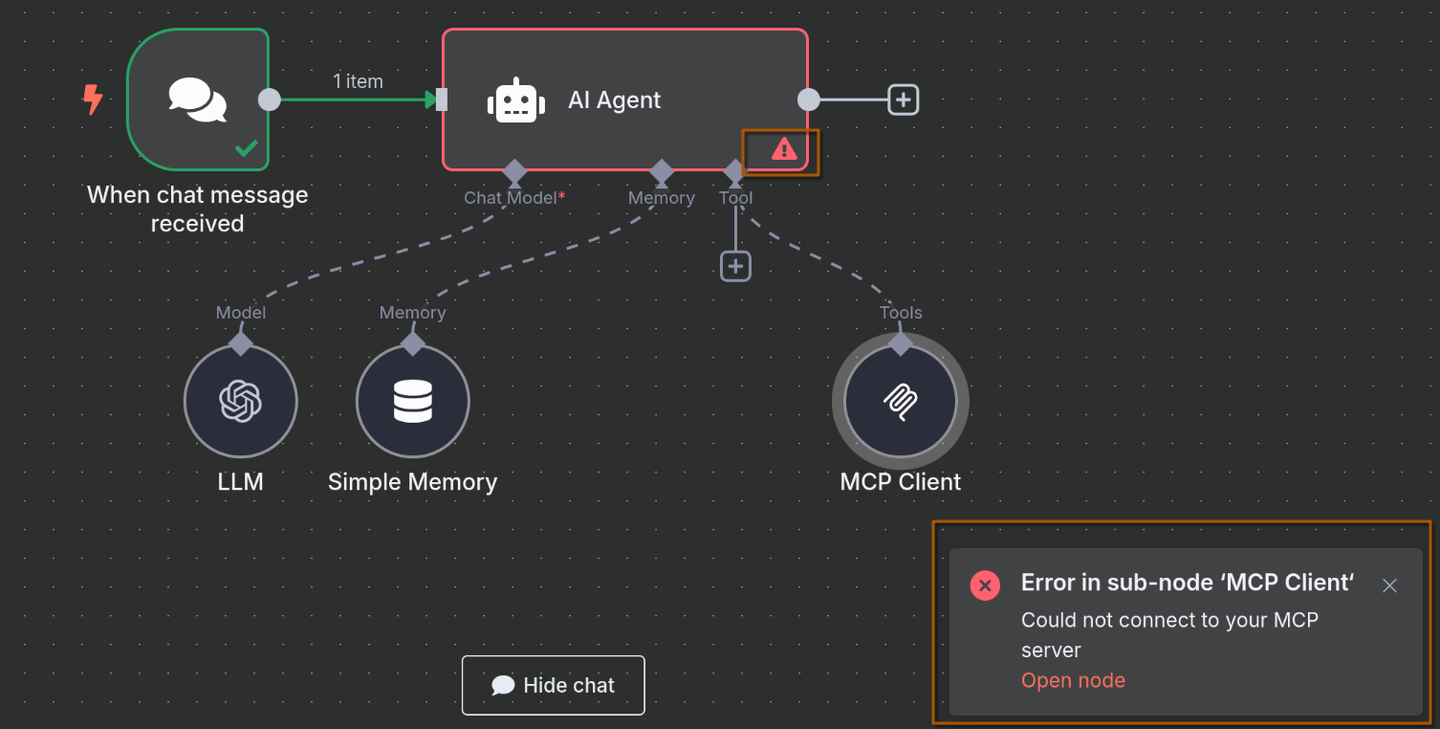 1 item
AI Agent
When chat message
received
Chat Model*
Memory
Tool
Model
Memory
Tools
LLM
Simple Memory
MCP Client
Error in sub-node ‘MCP Client‘
Could not connect to your MCP
server
Open node
Hide chat